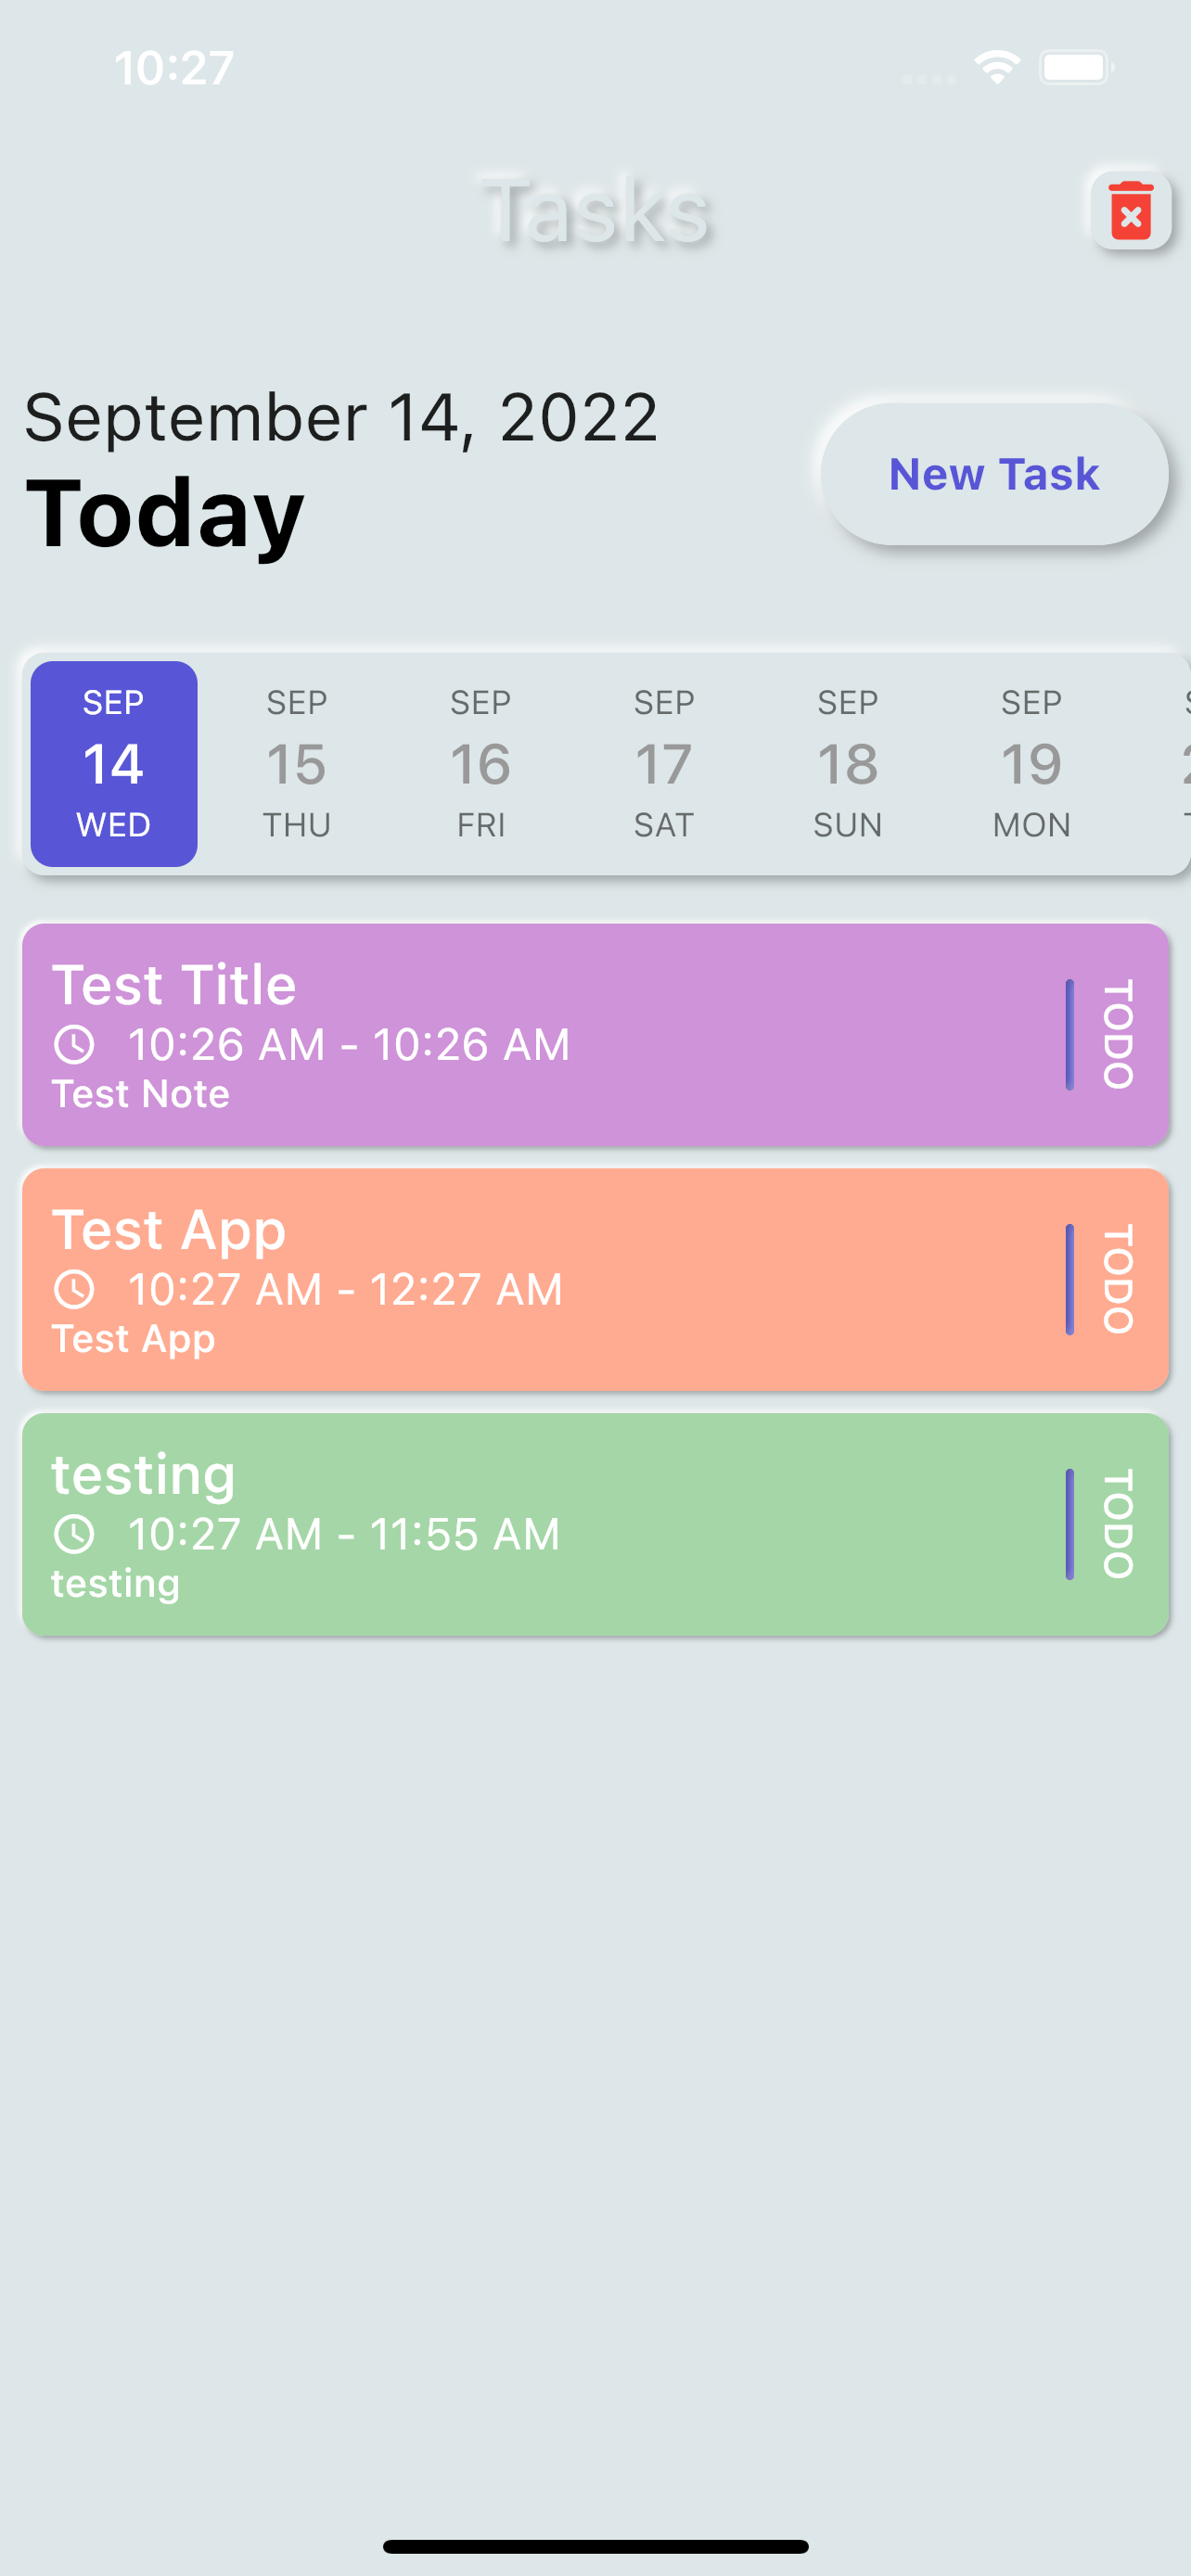 10:27
Tasks
September 14, 2022
Today
New Task
SEP SEP SEP SEP SEP SEP
14 15 16 17 18 19
WED THU FRI SAT SUN MON
Test Title
10:26 AM - 10:26 AM
Test Note
TODO
Test App
10:27 AM - 12:27 AM
Test App
TODO
testing
10:27 AM - 11:55 AM
testing
TODO